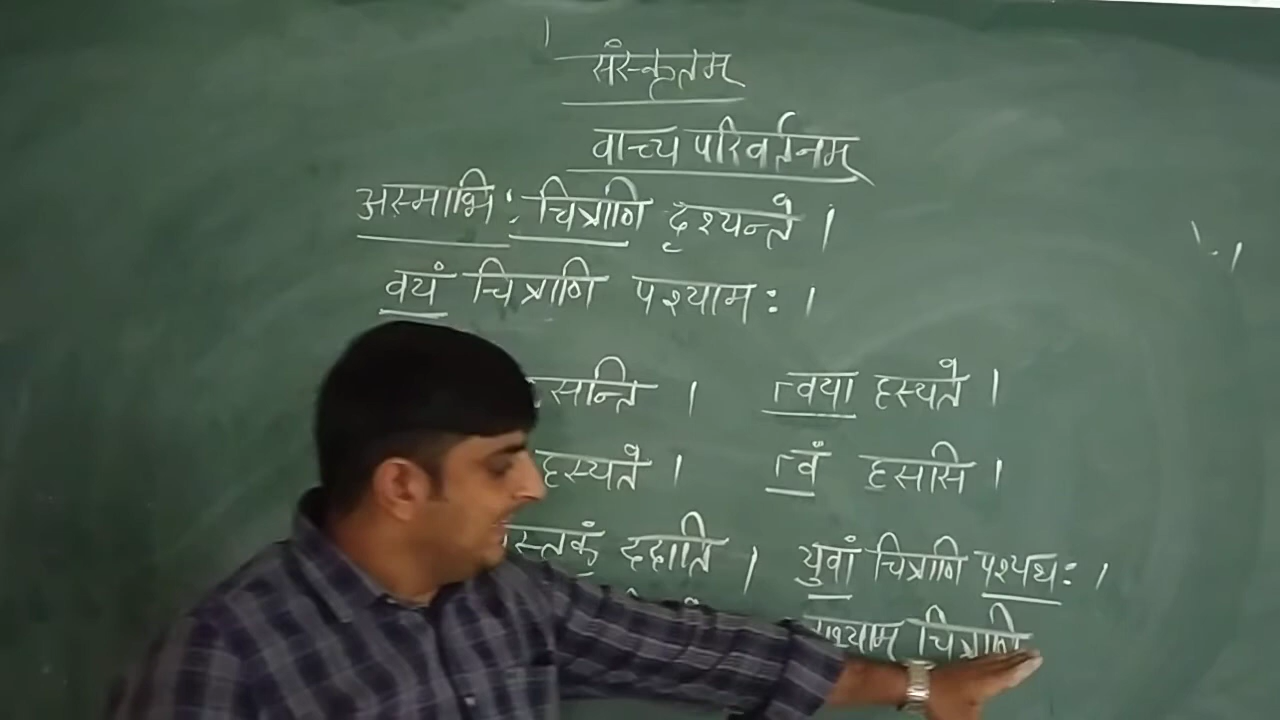 संस्कृतम्
वाच्य परिवर्तनम्
अस्माभि: चित्राणि दृश्यन्ते ।
वयं चित्राणि पश्याम: ।
सन्ति । त्वया हस्यते ।
हस्यते । त्वं हससि ।
स्तकं ददाति । युवां चित्राणि पश्यथ: ।
भ्याम् चित्राणि